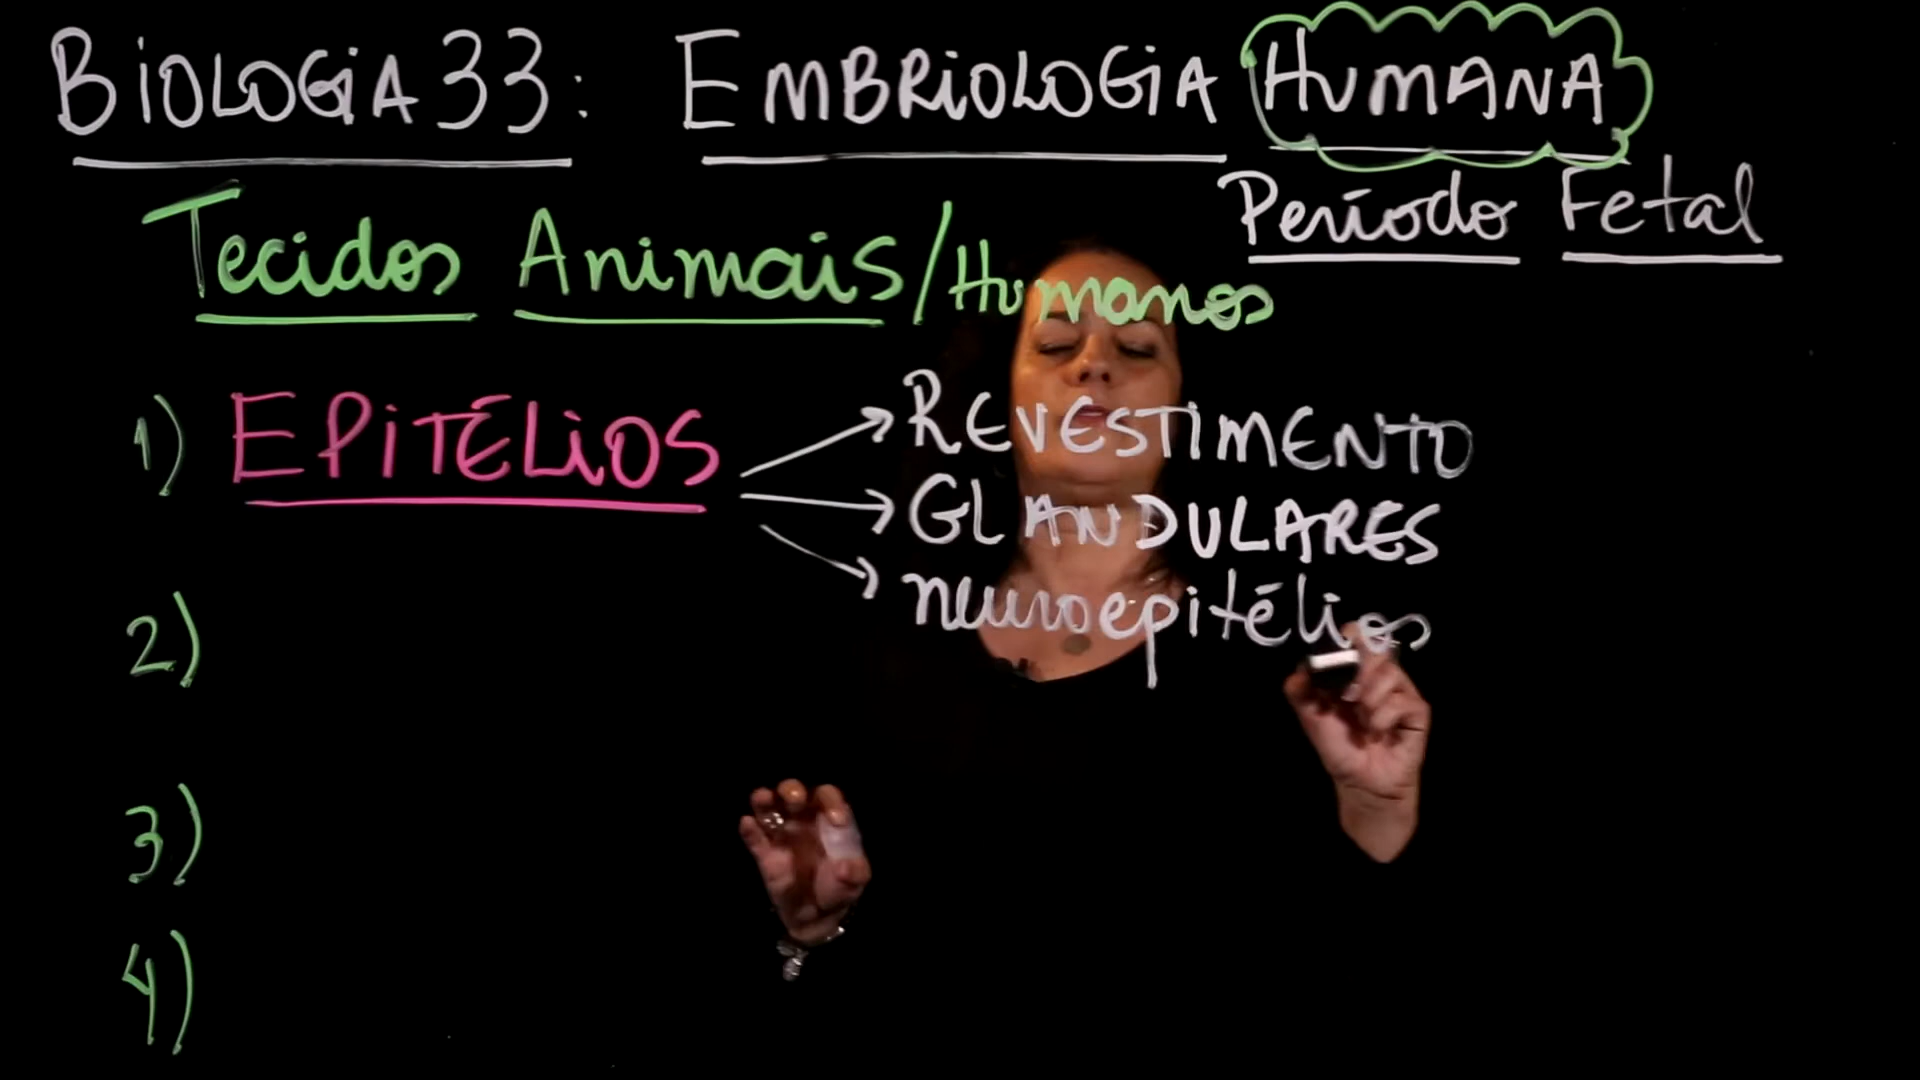 BiOLOGiA 33: EMBRiOLOGiA HUMANA
Período Fetal
Tecidos Animais/Humanos
1) EPiTÉLiOS
REVESTIMENTO
GLANDULARES
neuroepitélios
2)
3)
4)